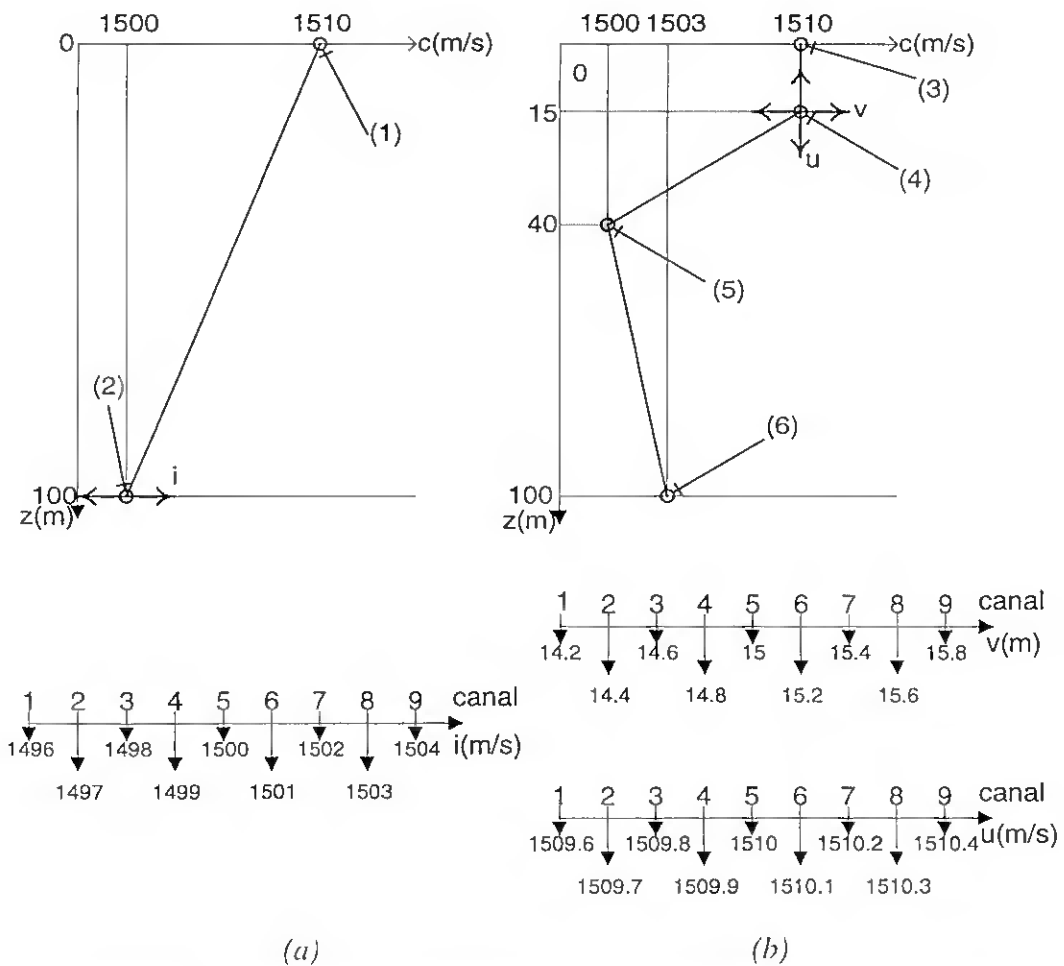 1500 1510
0 c(m/s)
(1)
(2)
i
100
z(m)
1 2 3 4 5 6 7 8 9 canal
i(m/s)
1496 1498 1500 1502 1504
1497 1499 1501 1503
(a)
1500 1503 1510
c(m/s)
0
(3)
15 v
u
(4)
40
(5)
(6)
100
z(m)
1 2 3 4 5 6 7 8 9 canal
v(m)
14.2 14.6 15 15.4 15.8
14.4 14.8 15.2 15.6
1 2 3 4 5 6 7 8 9 canal
u(m/s)
1509.6 1509.8 1510 1510.2 1510.4
1509.7 1509.9 1510.1 1510.3
(b)